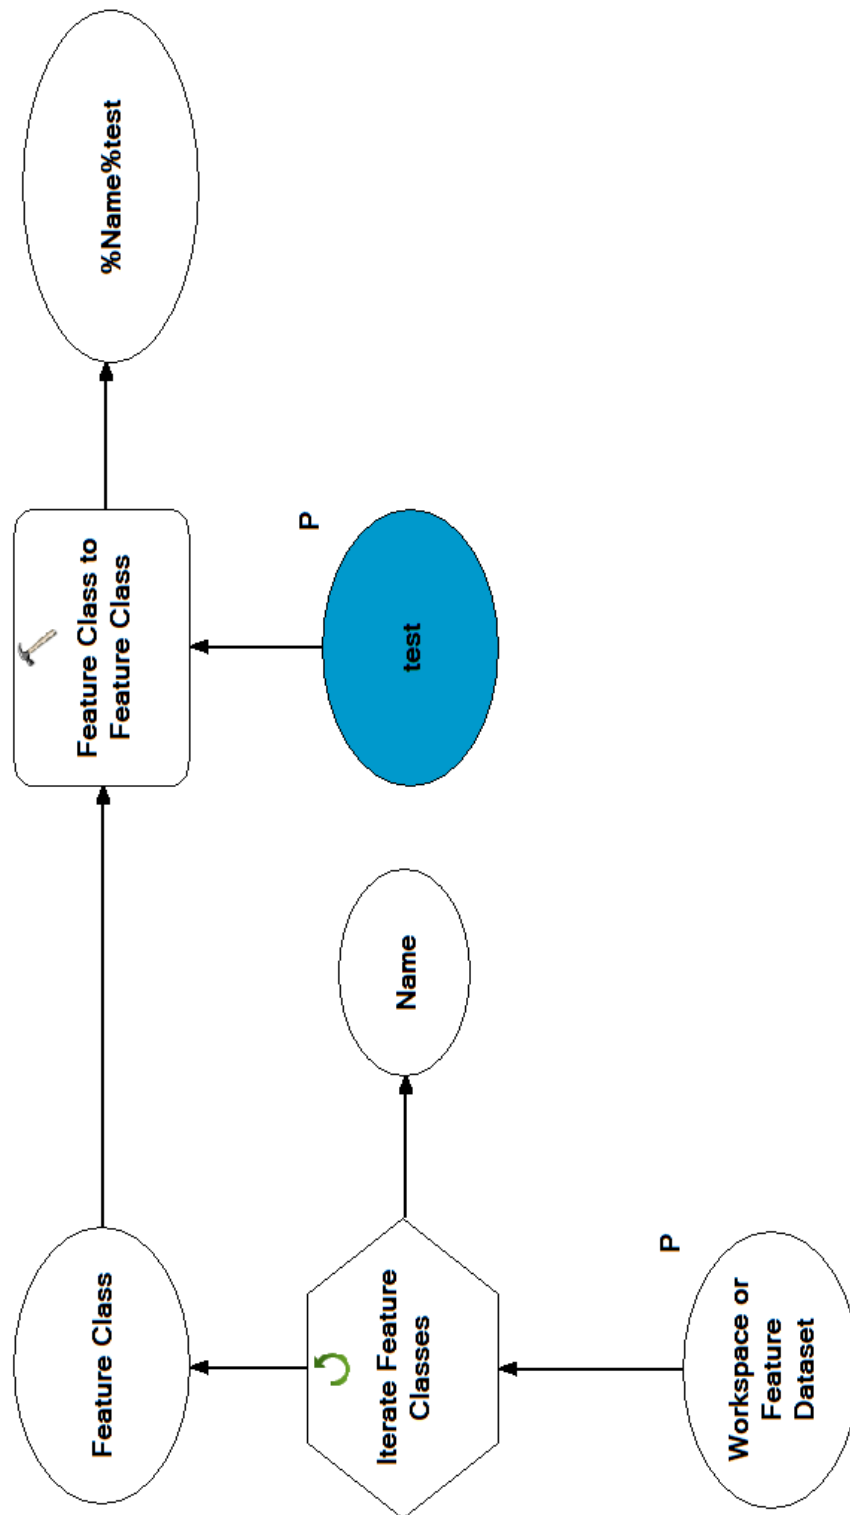 Feature Class
Feature Class to
Feature Class
%Name%test
Iterate Feature
Classes
Name
P
test
P
Workspace or
Feature
Dataset